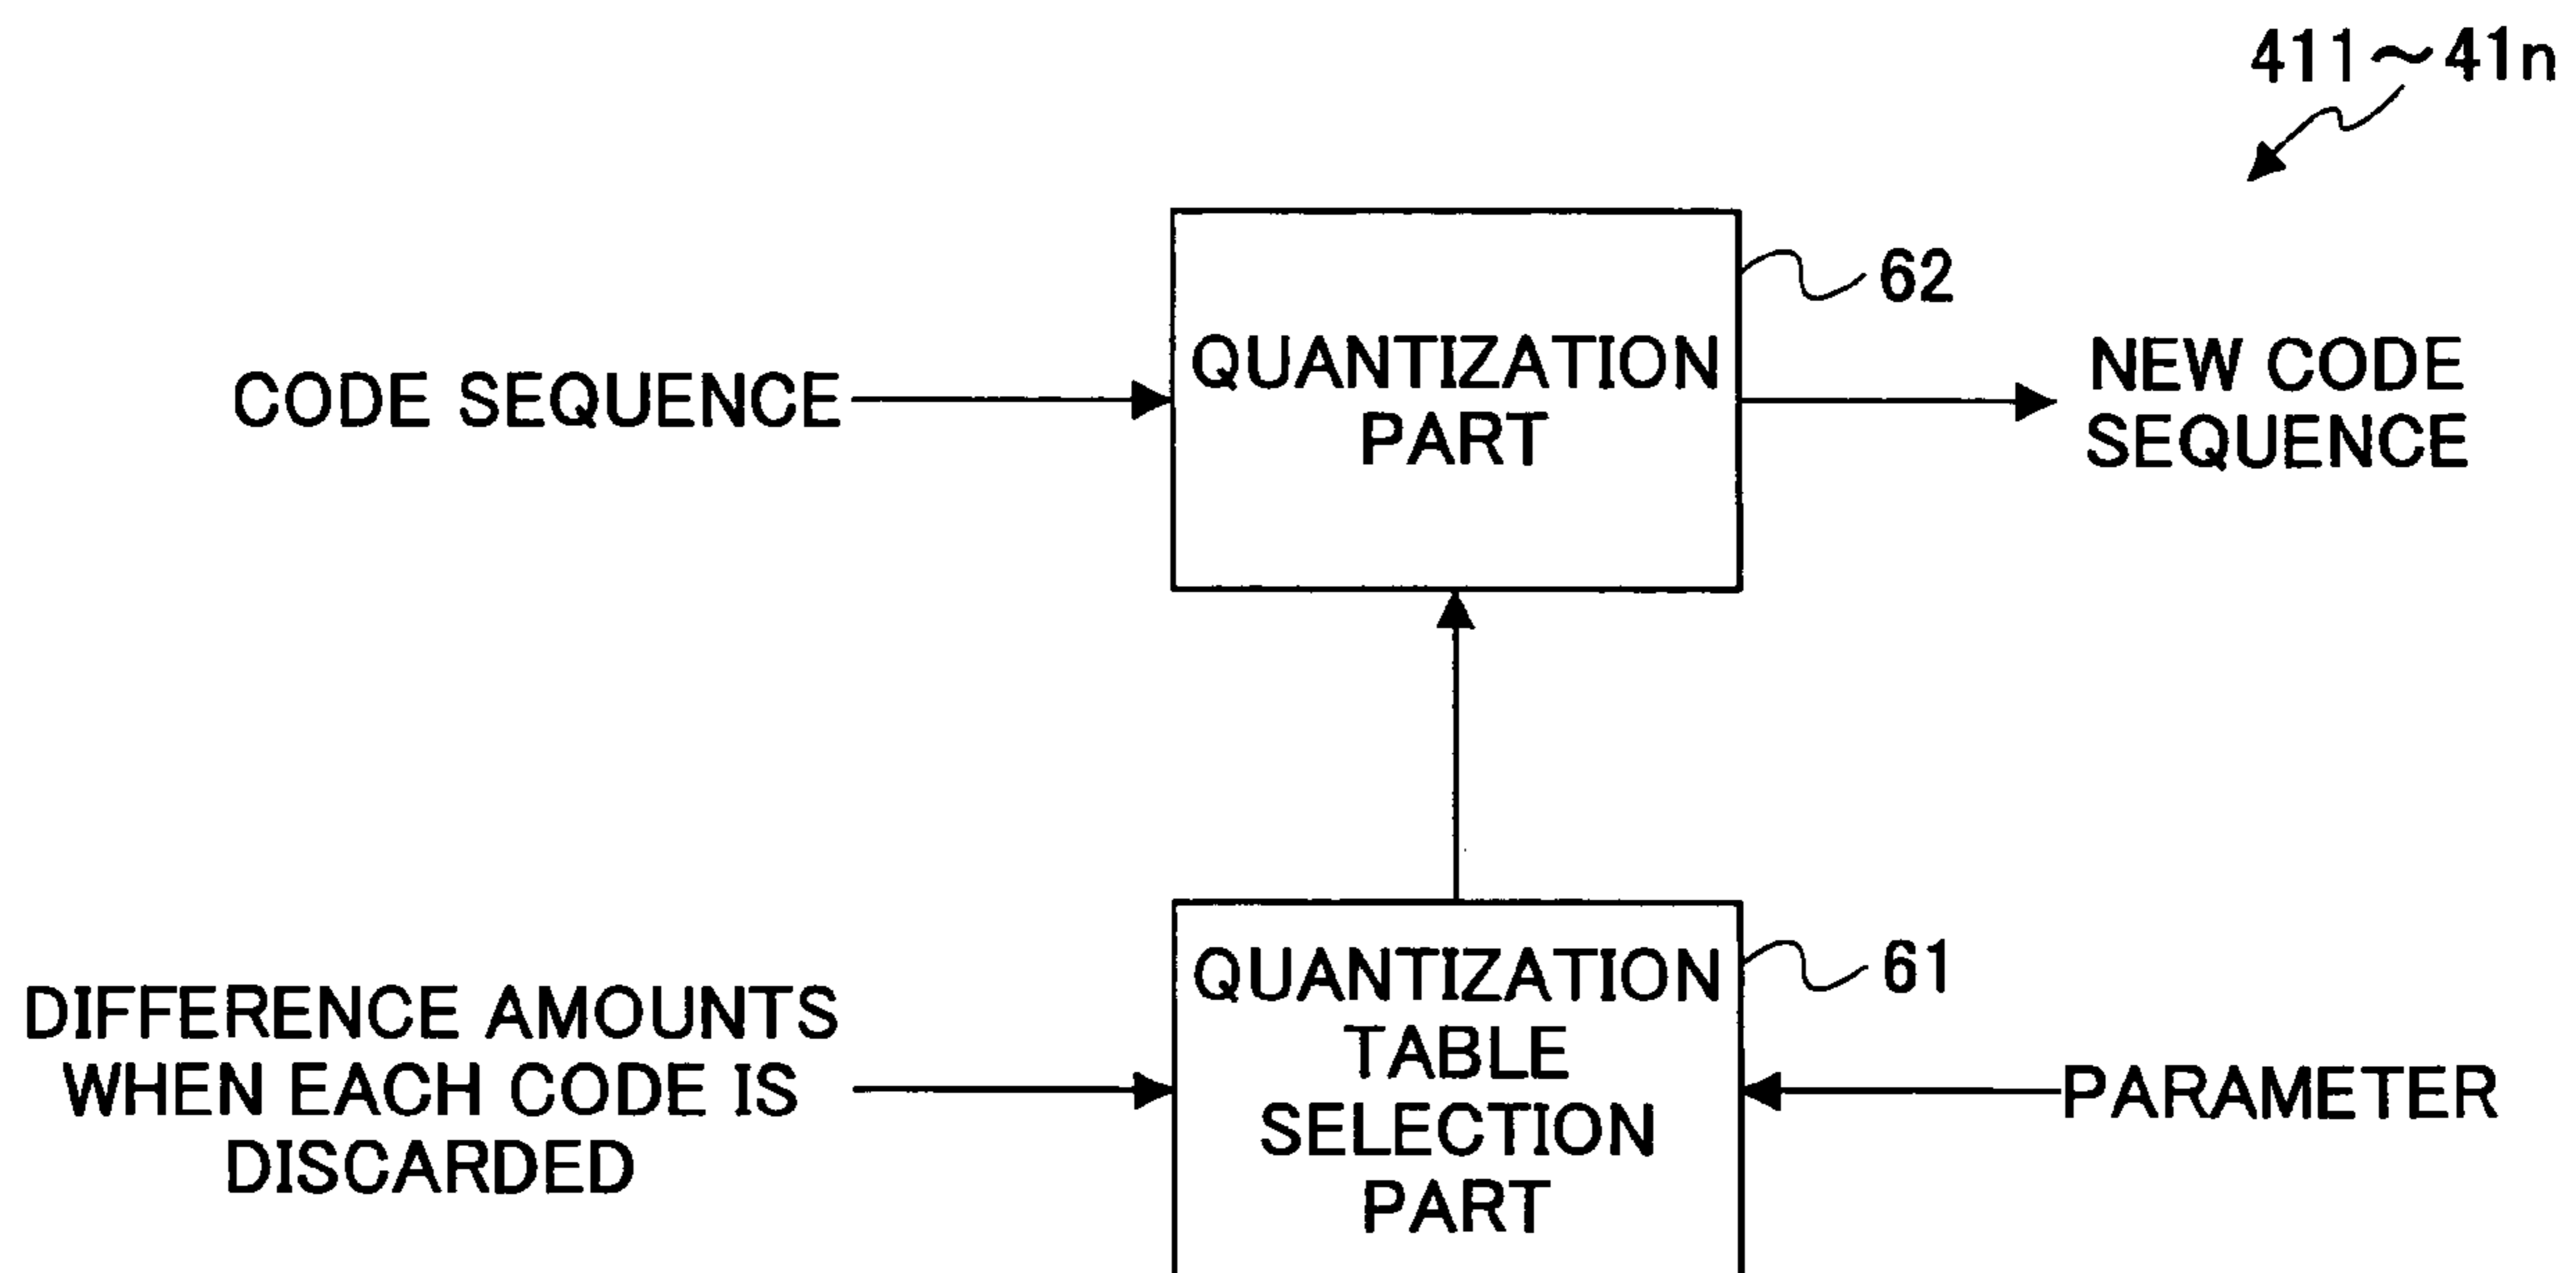 411~41n
62
CODE SEQUENCE
QUANTIZATION
PART
NEW CODE
SEQUENCE
61
DIFFERENCE AMOUNTS
WHEN EACH CODE IS
DISCARDED
QUANTIZATION
TABLE
SELECTION
PART
PARAMETER